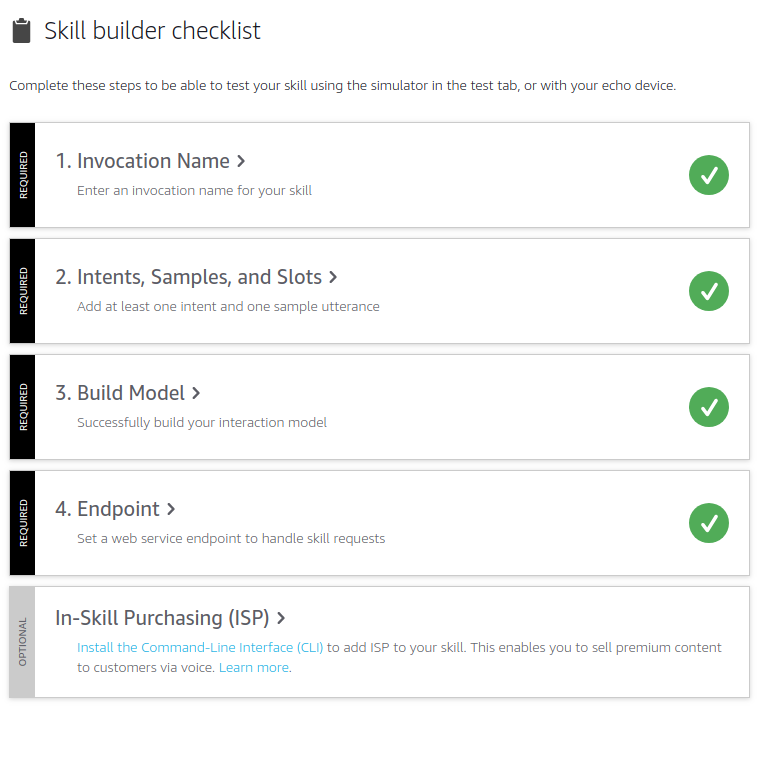 Skill builder checklist
Complete these steps to be able to test your skill using the simulator in the test tab, or with your echo device.
REQUIRED
1. Invocation Name
Enter an invocation name for your skill
REQUIRED
2. Intents, Samples, and Slots
Add at least one intent and one sample utterance
REQUIRED
3. Build Model
Successfully build your interaction model
REQUIRED
4. Endpoint
Set a web service endpoint to handle skill requests
OPTIONAL
In-Skill Purchasing (ISP)
Install the Command-Line Interface (CLI) to add ISP to your skill. This enables you to sell premium content
to customers via voice. Learn more.